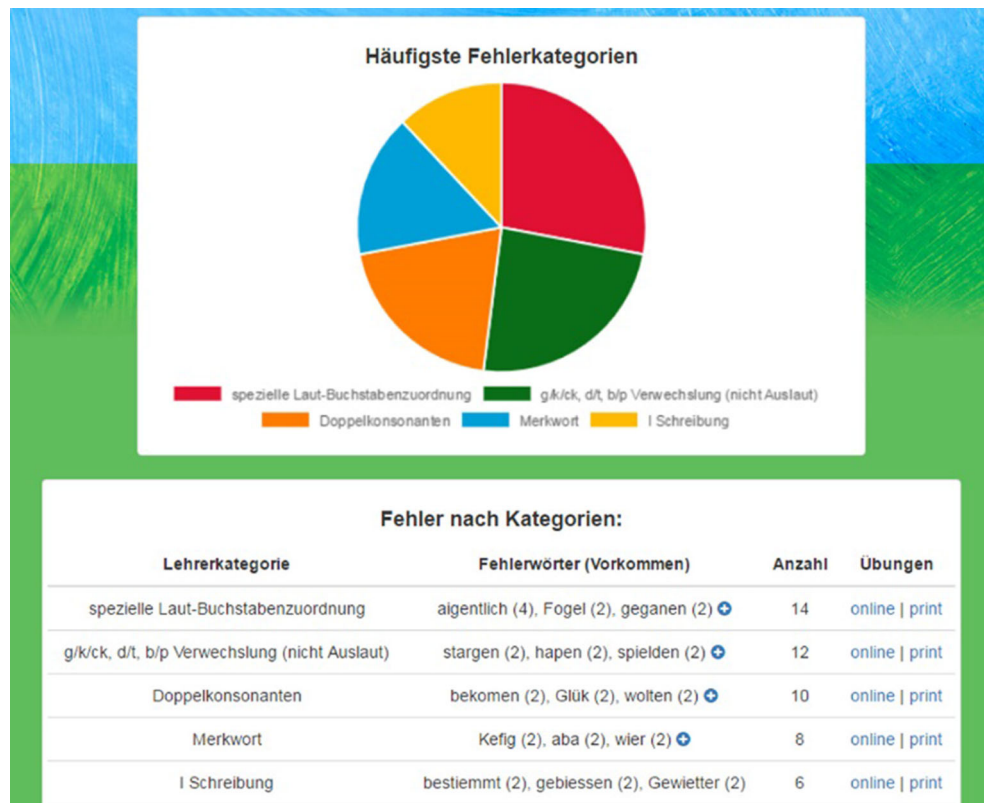 Häufigste Fehlerkategorien
spezielle Laut-Buchstabenzuordnung g/k/ck, d/t, b/p Verwechslung (nicht Auslaut)
Doppelkonsonanten Merkwort I Schreibung
Fehler nach Kategorien:
Lehrerkategorie Fehlerwörter (Vorkommen) Anzahl Übungen
spezielle Laut-Buchstabenzuordnung aigentlich (4), Fogel (2), geganen (2) 14 online | print
g/k/ck, d/t, b/p Verwechslung (nicht Auslaut) stargen (2), hapen (2), spielden (2) 12 online | print
Doppelkonsonanten bekomen (2), Glük (2), wolten (2) 10 online | print
Merkwort Kefig (2), aba (2), wier (2) 8 online | print
I Schreibung bestiemmt (2), gebiessen (2), Gewietter (2) 6 online | print